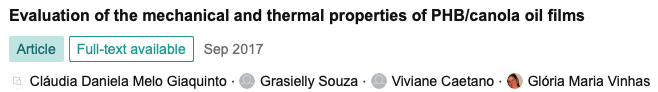 Evaluation of the mechanical and thermal properties of PHB/canola oil films
Article Full-text available Sep 2017
Cláudia Daniela Melo Giaquinto · Grasielly Souza · Viviane Caetano · Glória Maria Vinhas